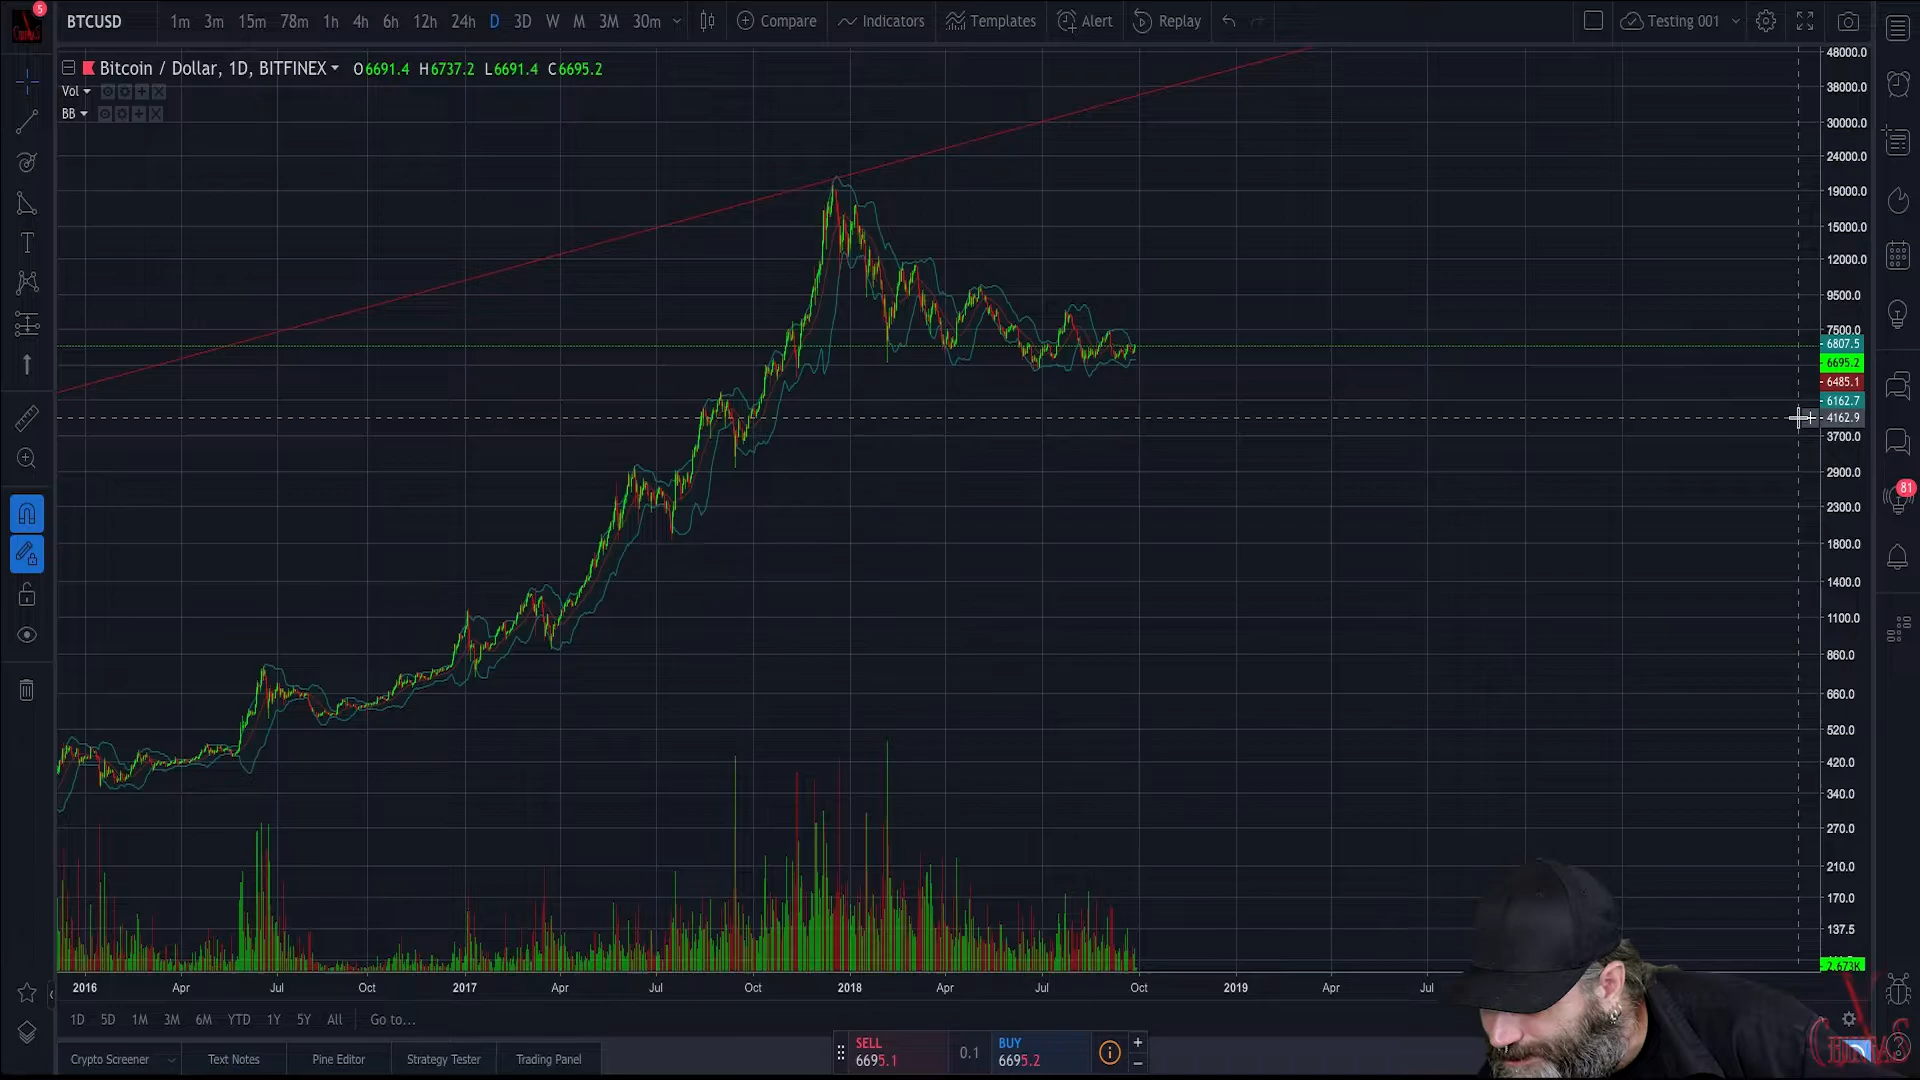 5
BTCUSD
1m 3m 15m 78m 1h 4h 6h 12h 24h D 3D W M 3M 30m
Compare
Indicators
Templates
Alert
Replay
Testing 001
Bitcoin / Dollar, 1D, BITFINEX O6691.4 H6737.2 L6691.4 C6695.2
Vol
BB
48000.0
38000.0
30000.0
24000.0
19000.0
15000.0
12000.0
9500.0
7500.0
6807.5
6695.2
6485.1
6162.7
4162.9
3700.0
2900.0
2300.0
1800.0
1400.0
1100.0
860.0
660.0
520.0
420.0
340.0
270.0
210.0
170.0
137.5
2.673K
81
2016 Apr Jul Oct 2017 Apr Jul Oct 2018 Apr Jul Oct 2019 Apr Jul
1D 5D 1M 3M 6M YTD 1Y 5Y All Go to...
SELL
6695.1
0.1
BUY
6695.2
Crypto Screener
Text Notes
Pine Editor
Strategy Tester
Trading Panel